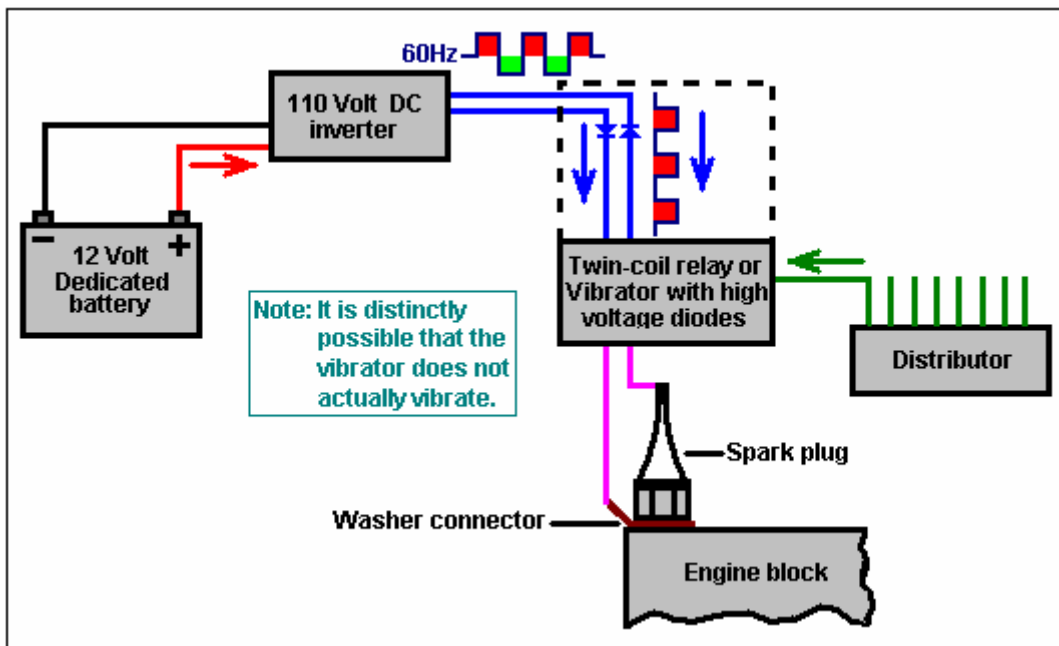 60Hz
110 Volt DC
inverter
− +
12 Volt
Dedicated
battery
Twin-coil relay or
Vibrator with high
voltage diodes
Note: It is distinctly
possible that the
vibrator does not
actually vibrate.
Distributor
Spark plug
Washer connector
Engine block